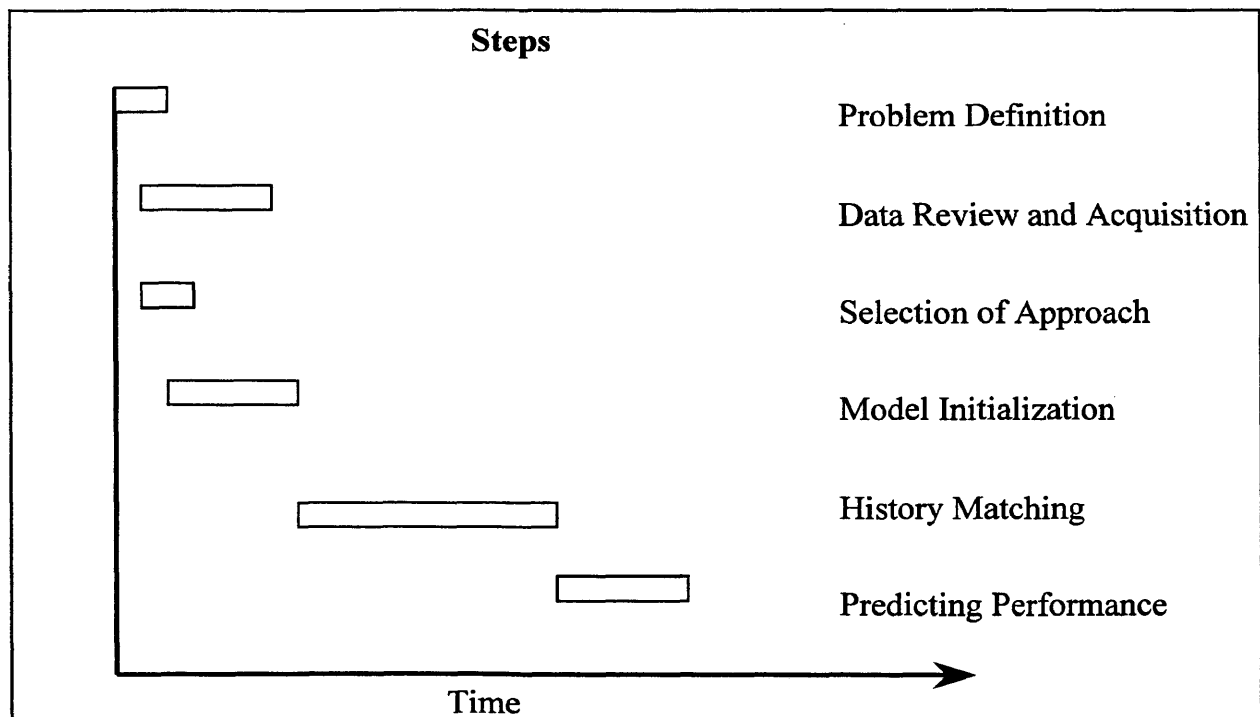 Steps
Problem Definition
Data Review and Acquisition
Selection of Approach
Model Initialization
History Matching
Predicting Performance
Time